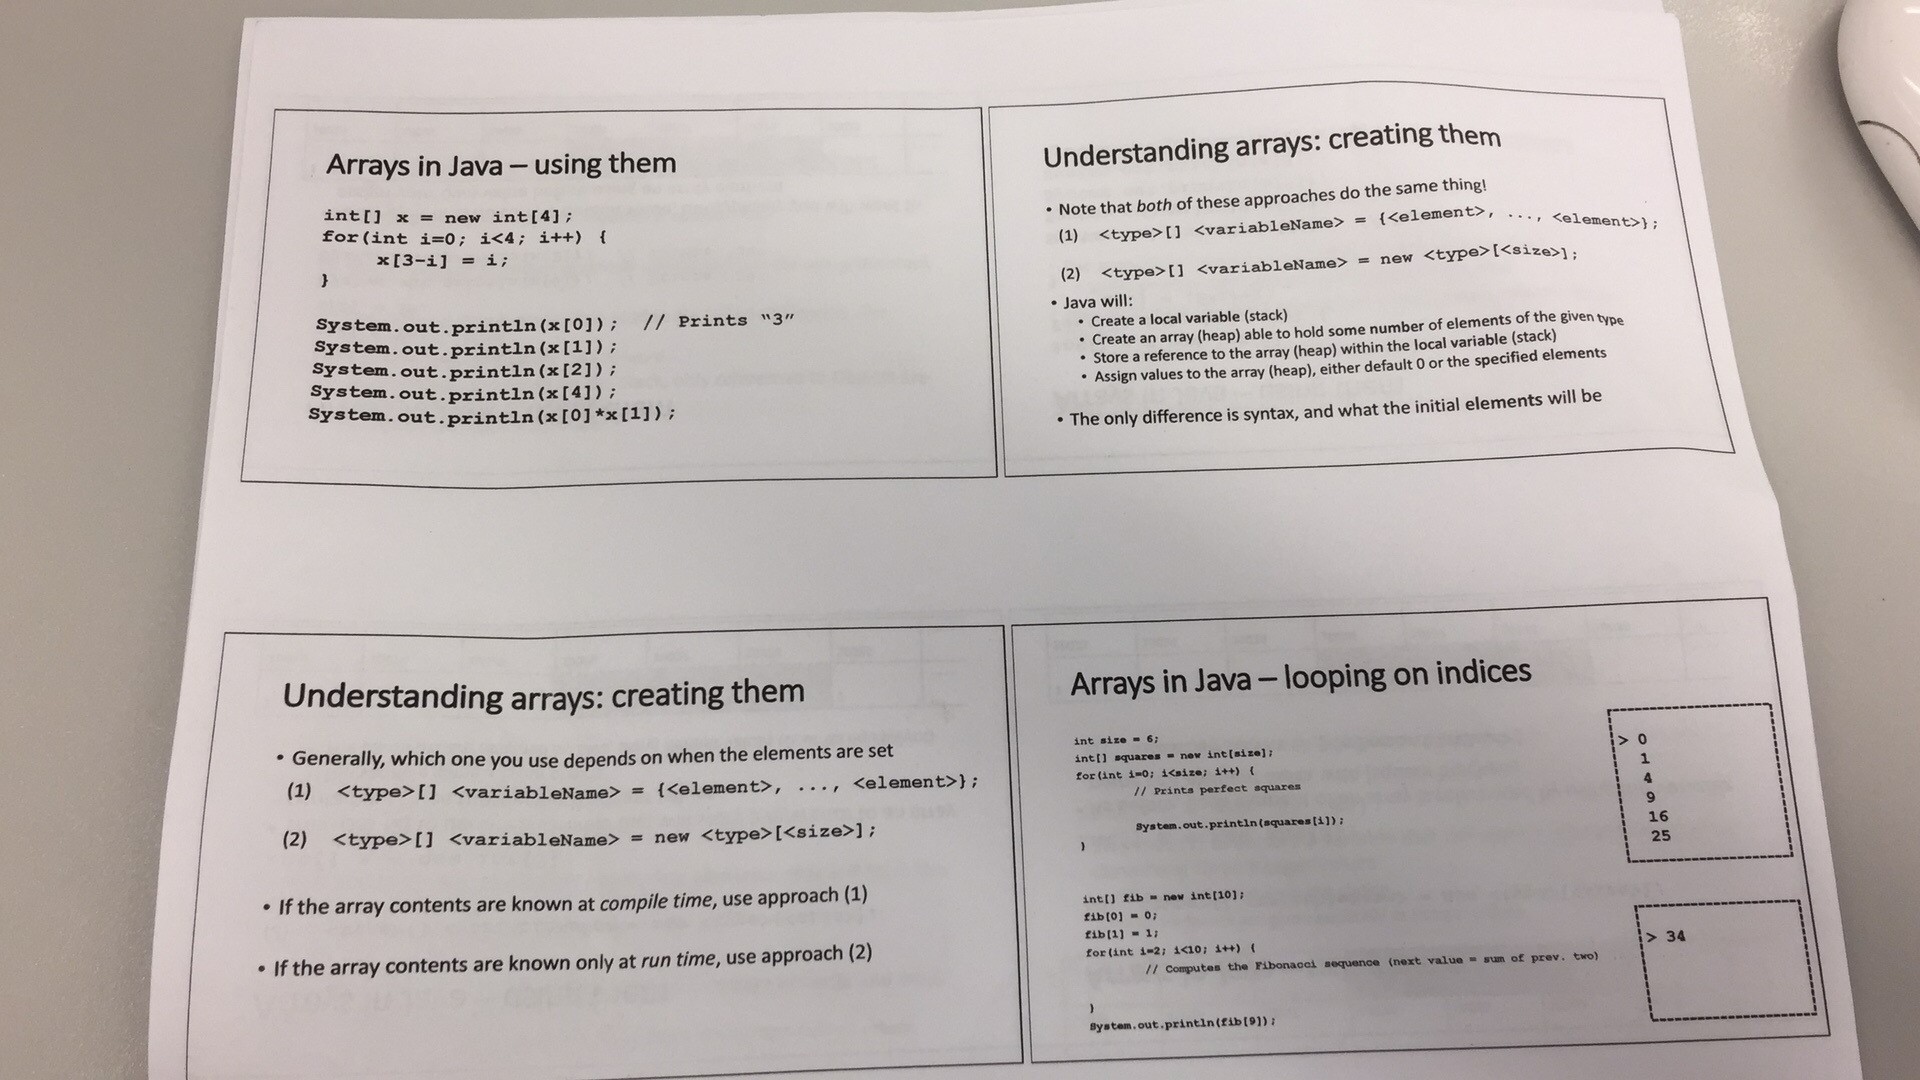 Arrays in Java – using them
int[] x = new int[4];
for(int i=0; i<4; i++) {
x[3-i] = i;
}
System.out.println(x[0]); // Prints "3"
System.out.println(x[1]);
System.out.println(x[2]);
System.out.println(x[4]);
System.out.println(x[0]*x[1]);
Understanding arrays: creating them
• Note that both of these approaches do the same thing!
(1) <type>[] <variableName> = {<element>, ..., <element>};
(2) <type>[] <variableName> = new <type>[<size>];
• Java will:
• Create a local variable (stack)
• Create an array (heap) able to hold some number of elements of the given type
• Store a reference to the array (heap) within the local variable (stack)
• Assign values to the array (heap), either default 0 or the specified elements
• The only difference is syntax, and what the initial elements will be
Understanding arrays: creating them
• Generally, which one you use depends on when the elements are set
(1) <type>[] <variableName> = {<element>, ..., <element>};
(2) <type>[] <variableName> = new <type>[<size>];
• If the array contents are known at compile time, use approach (1)
• If the array contents are known only at run time, use approach (2)
Arrays in Java – looping on indices
int size = 6;
int[] squares = new int[size];
for(int i=0; i<size; i++) {
// Prints perfect squares
System.out.println(squares[i]);
}
> 0
1
4
9
16
25
int[] fib = new int[10];
fib[0] = 0;
fib[1] = 1;
for(int i=2; i<10; i++) {
// Computes the Fibonacci sequence (next value = sum of prev. two)
}
System.out.println(fib[9]);
> 34